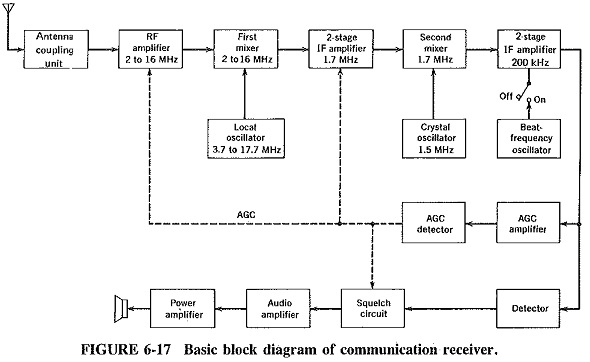 Antenna
coupling
unit
RF
amplifier
2 to 16 MHz
First
mixer
2 to 16 MHz
2-stage
IF amplifier
1.7 MHz
Second
mixer
1.7 MHz
2-stage
IF amplifier
200 kHz
Off
On
Local
oscillator
3.7 to 17.7 MHz
Crystal
oscillator
1.5 MHz
Beat-
frequency
oscillator
AGC
AGC
detector
AGC
amplifier
Power
amplifier
Audio
amplifier
Squelch
circuit
Detector
FIGURE 6-17 Basic block diagram of communication receiver.